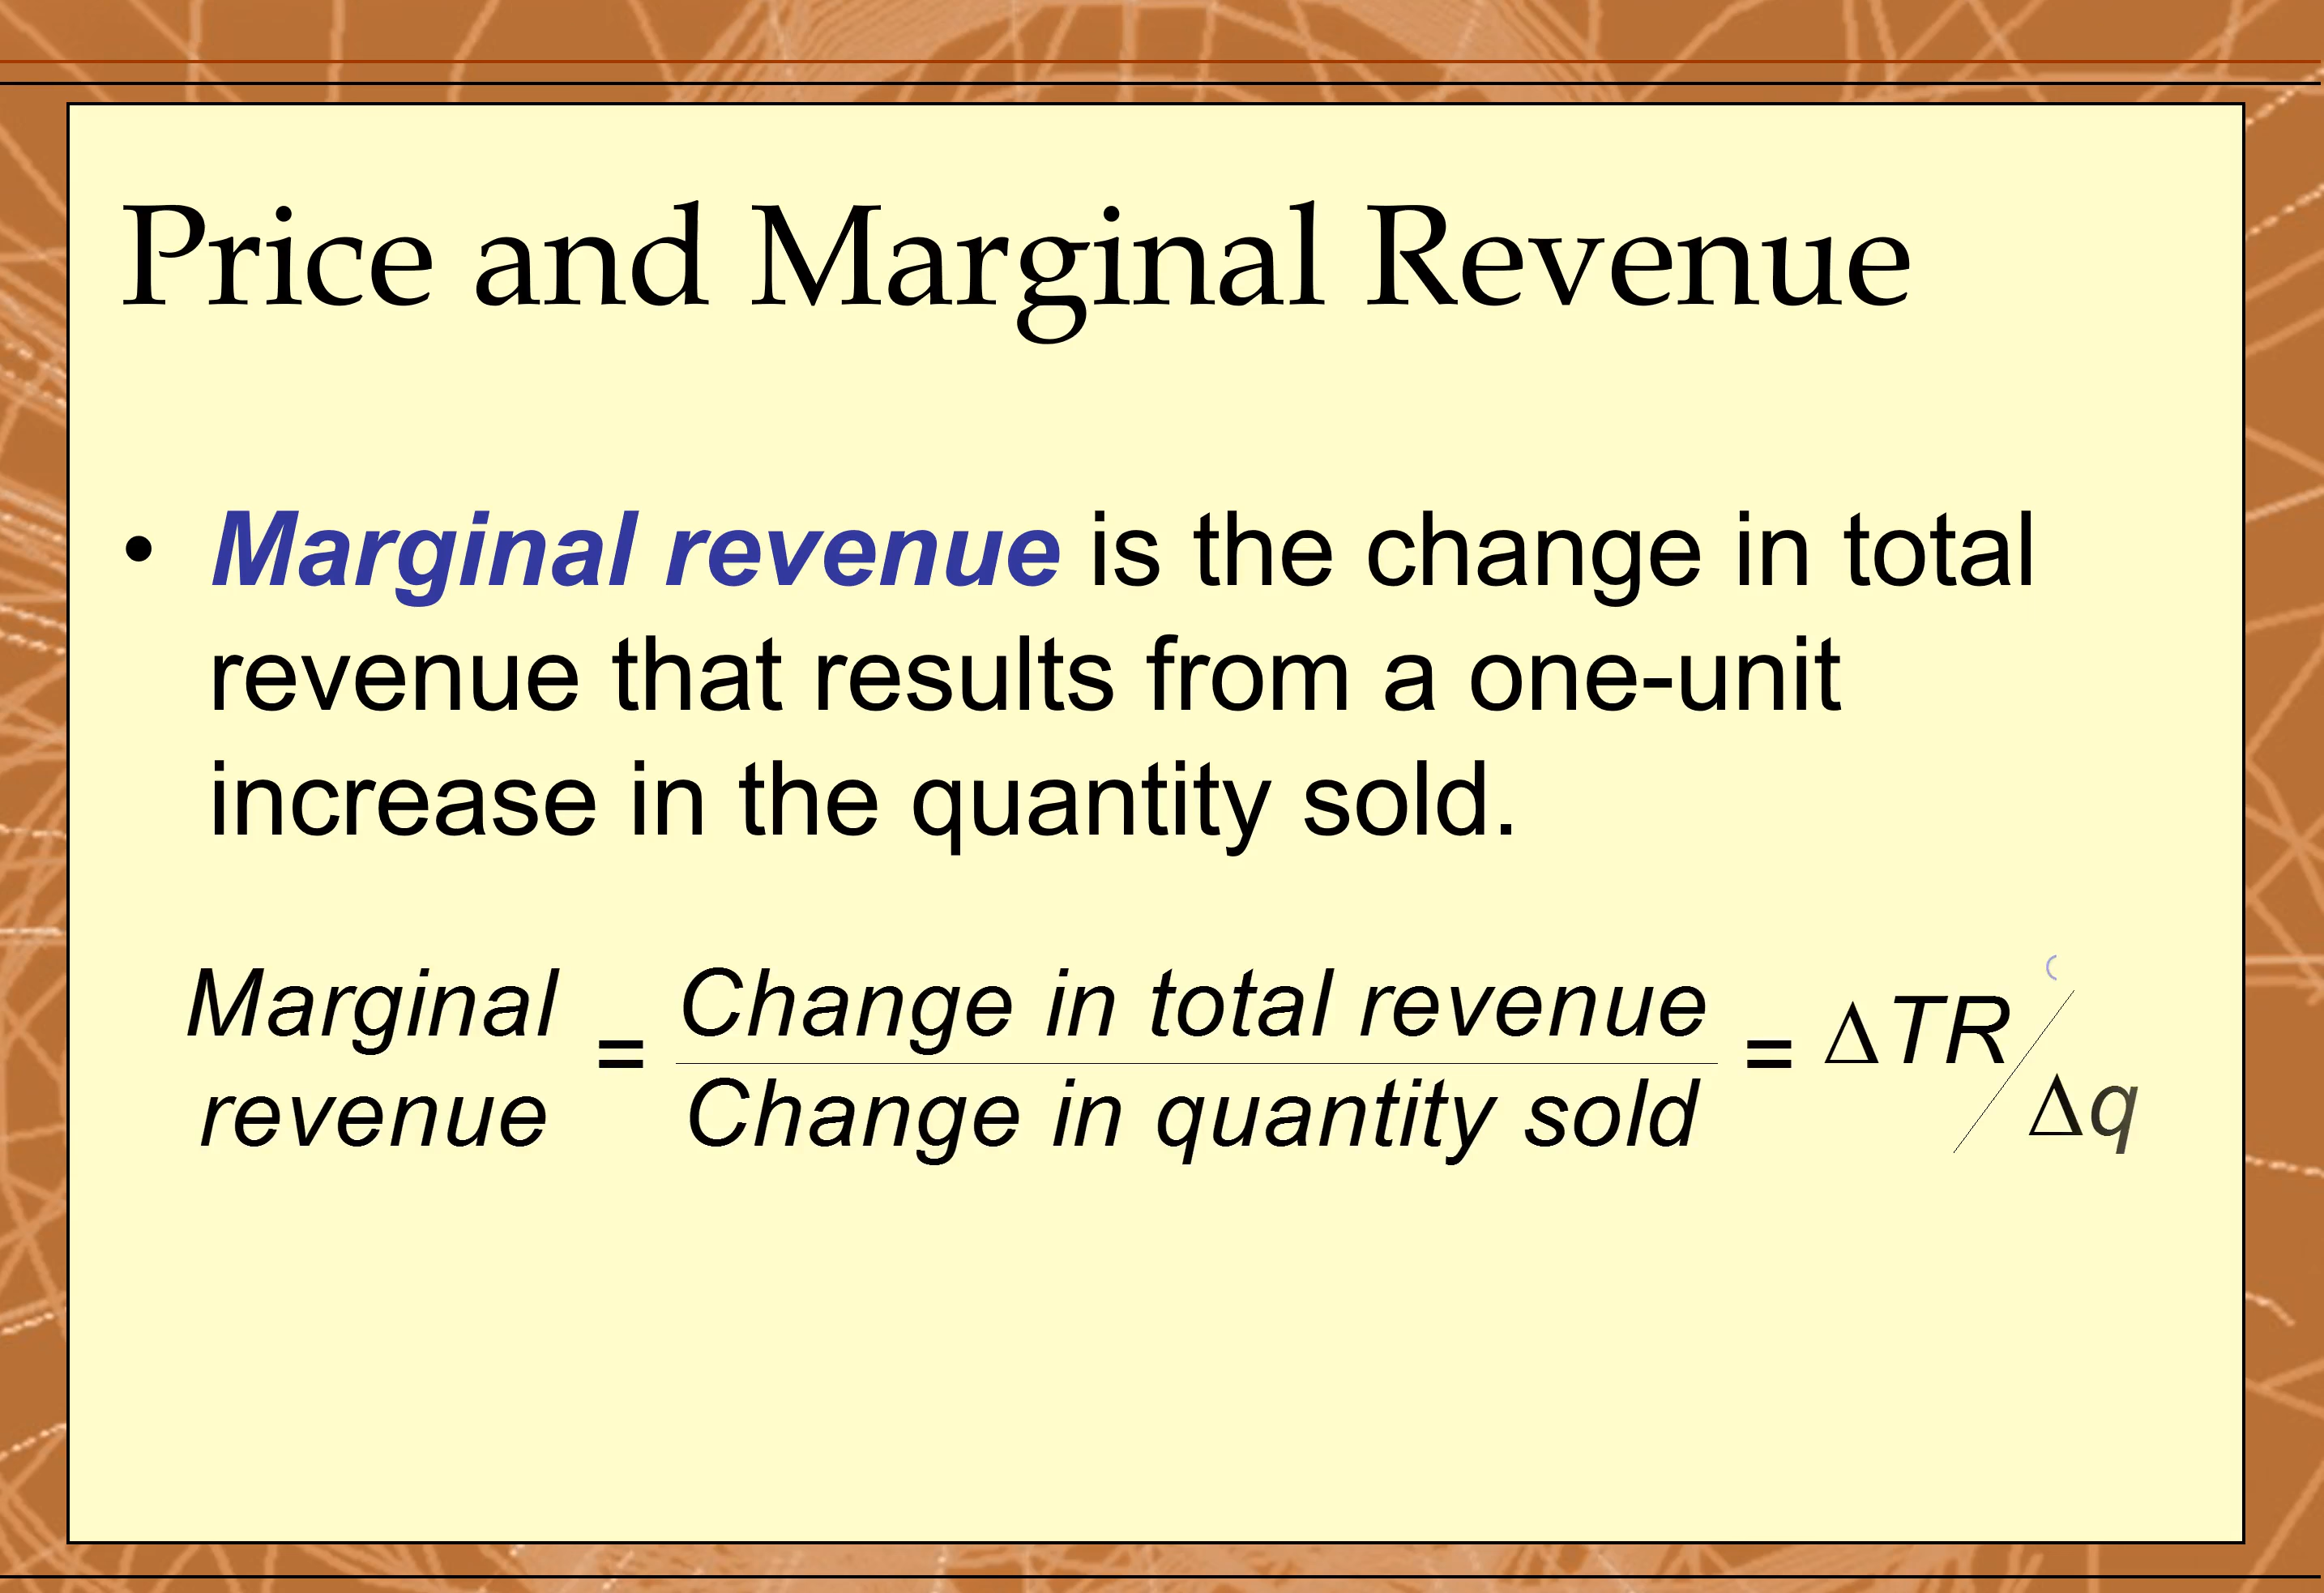 Price and Marginal Revenue
• Marginal revenue is the change in total
revenue that results from a one-unit
increase in the quantity sold.
Marginal revenue = Change in total revenue / Change in quantity sold = ΔTR / Δq